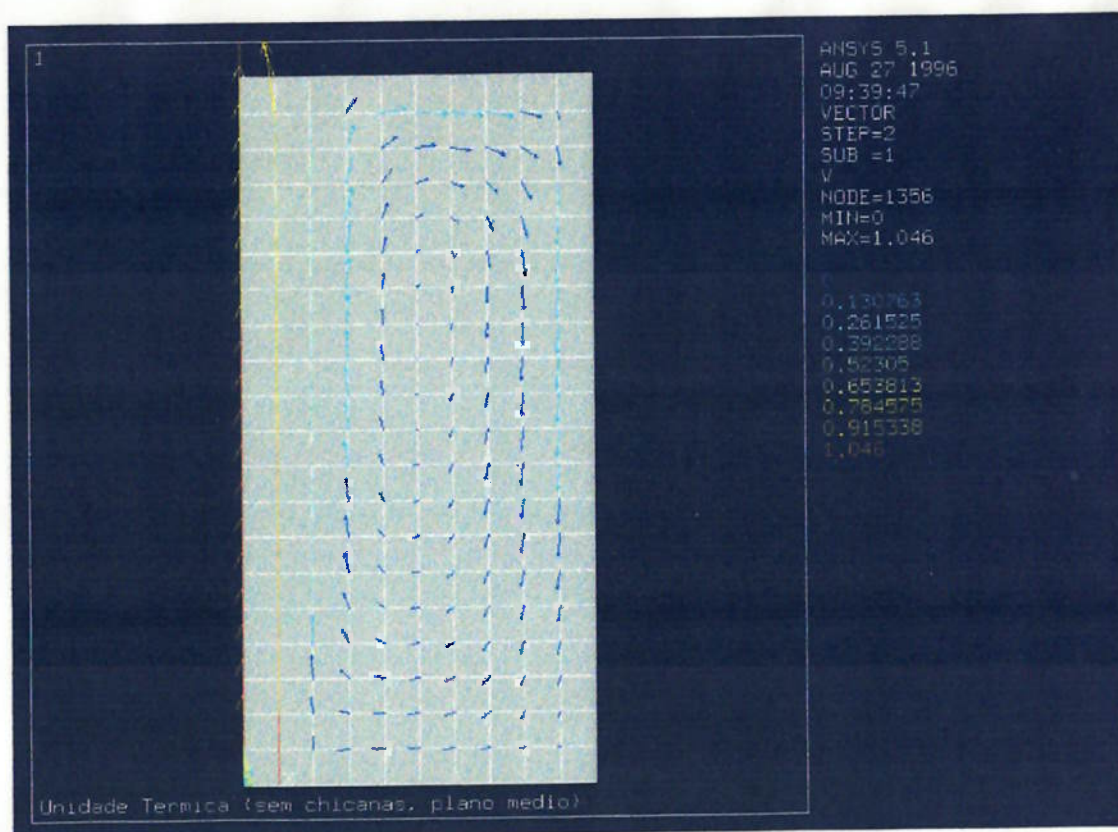 1
ANSYS 5.1
AUG 27 1996
09:39:47
VECTOR
STEP=2
SUB =1
V
NODE=1356
MIN=0
MAX=1.046
0
0.130763
0.261525
0.392288
0.52305
0.653813
0.784575
0.915338
1.046
Unidade Termica (sem chicanas, plano medio)